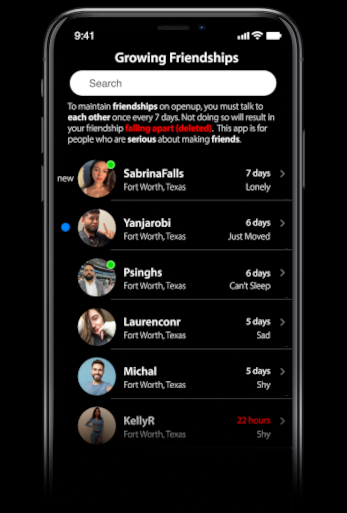 9:41
Growing Friendships
Search
To maintain friendships on openup, you must talk to
each other once every 7 days. Not doing so will result in
your friendship falling apart (deleted). This app is for
people who are serious about making friends.
new
SabrinaFalls 7 days
Fort Worth, Texas Lonely
Yanjarobi 6 days
Fort Worth, Texas Just Moved
Psinghs 6 days
Fort Worth, Texas Can't Sleep
Laurenconr 5 days
Fort Worth, Texas Sad
Michal 5 days
Fort Worth, Texas Shy
KellyR 22 hours
Fort Worth, Texas Shy